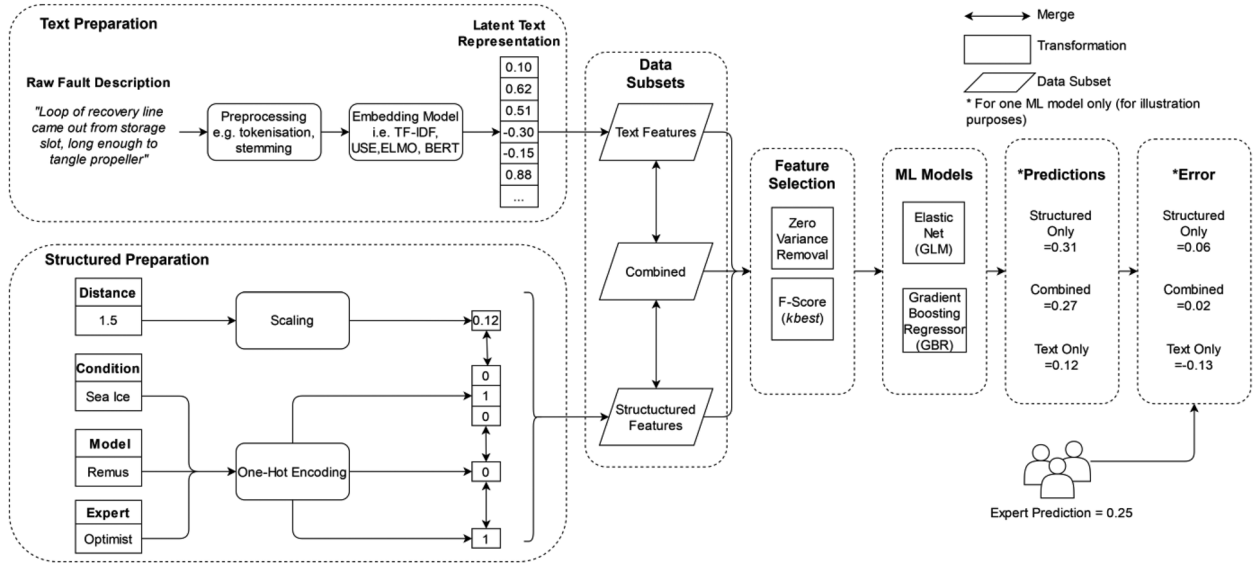 Text Preparation
Raw Fault Description
"Loop of recovery line
came out from storage
slot, long enough to
tangle propeller"
Preprocessing
e.g. tokenisation,
stemming
Embedding Model
i.e. TF-IDF,
USE,ELMO, BERT
Latent Text
Representation
0.10
0.62
0.51
-0.30
-0.15
0.88
...
Structured Preparation
Distance
1.5
Scaling
0.12
Condition
Sea Ice
Model
Remus
Expert
Optimist
One-Hot Encoding
0
1
0
0
1
Data
Subsets
Text Features
Combined
Structuctured
Features
Feature
Selection
Zero
Variance
Removal
F-Score
(kbest)
ML Models
Elastic
Net
(GLM)
Gradient
Boosting
Regressor
(GBR)
*Predictions
Structured
Only
=0.31
Combined
=0.27
Text Only
=0.12
*Error
Structured
Only
=0.06
Combined
=0.02
Text Only
=-0.13
Expert Prediction = 0.25
Merge
Transformation
Data Subset
* For one ML model only (for illustration
purposes)